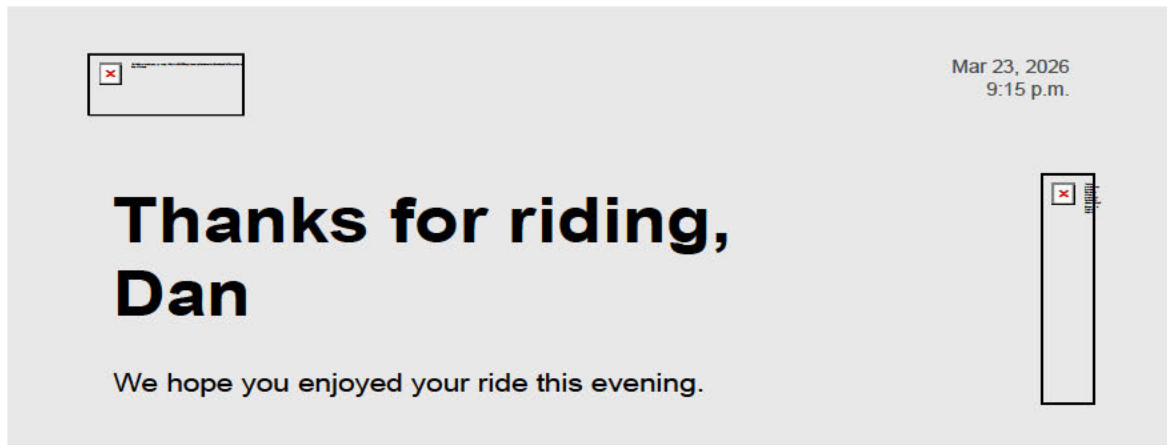 Mar 23, 2026
9:15 p.m.
Thanks for riding,
Dan
We hope you enjoyed your ride this evening.